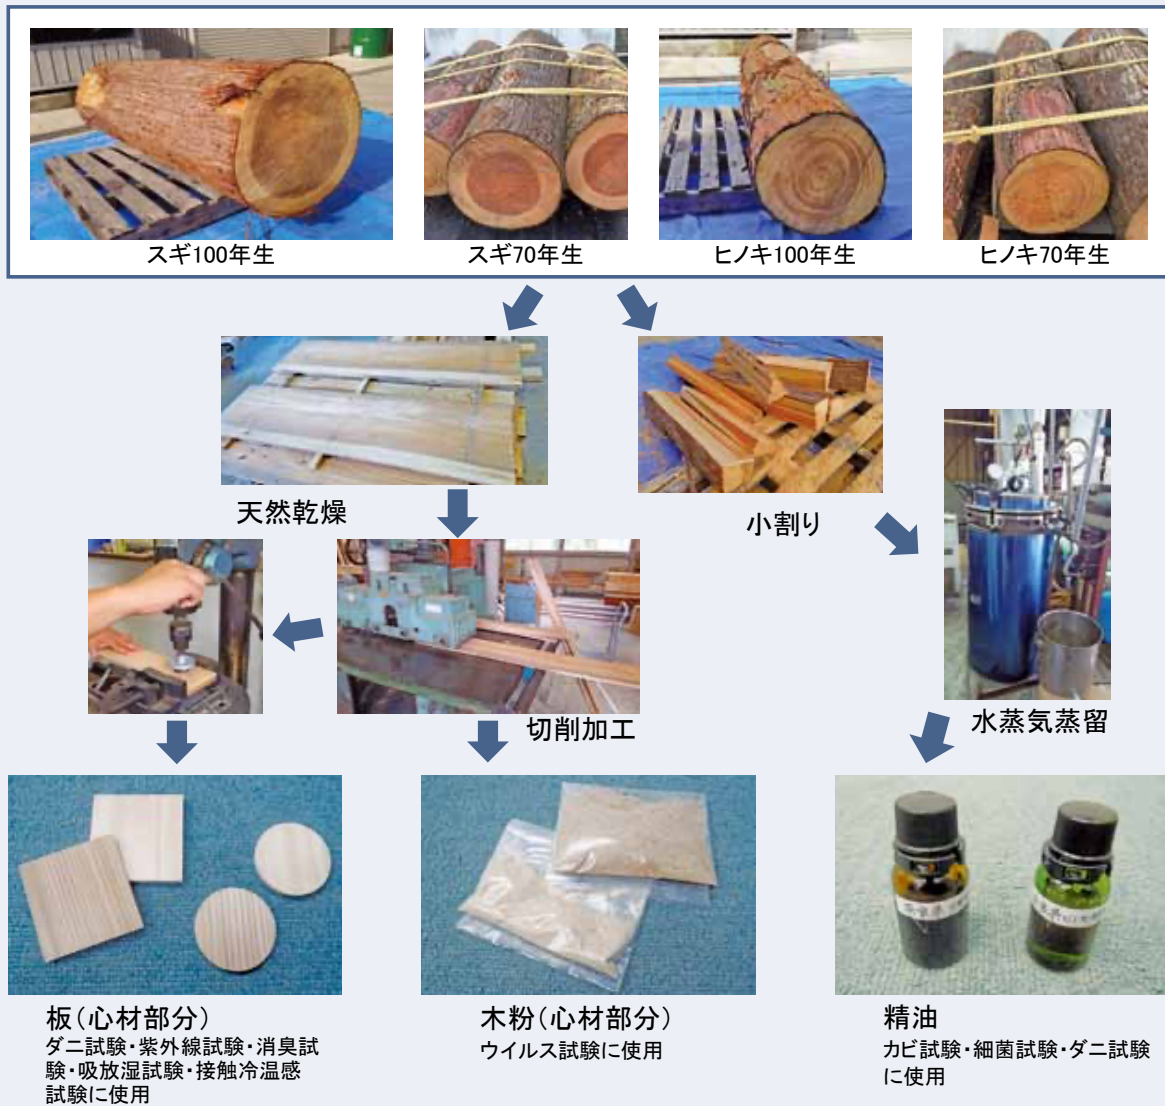 スギ100年生
スギ70年生
ヒノキ100年生
ヒノキ70年生
天然乾燥
小割り
切削加工
水蒸気蒸留
板(心材部分)
ダニ試験・紫外線試験・消臭試
験・吸放湿試験・接触冷温感
試験に使用
木粉(心材部分)
ウイルス試験に使用
精油
カビ試験・細菌試験・ダニ試験
に使用